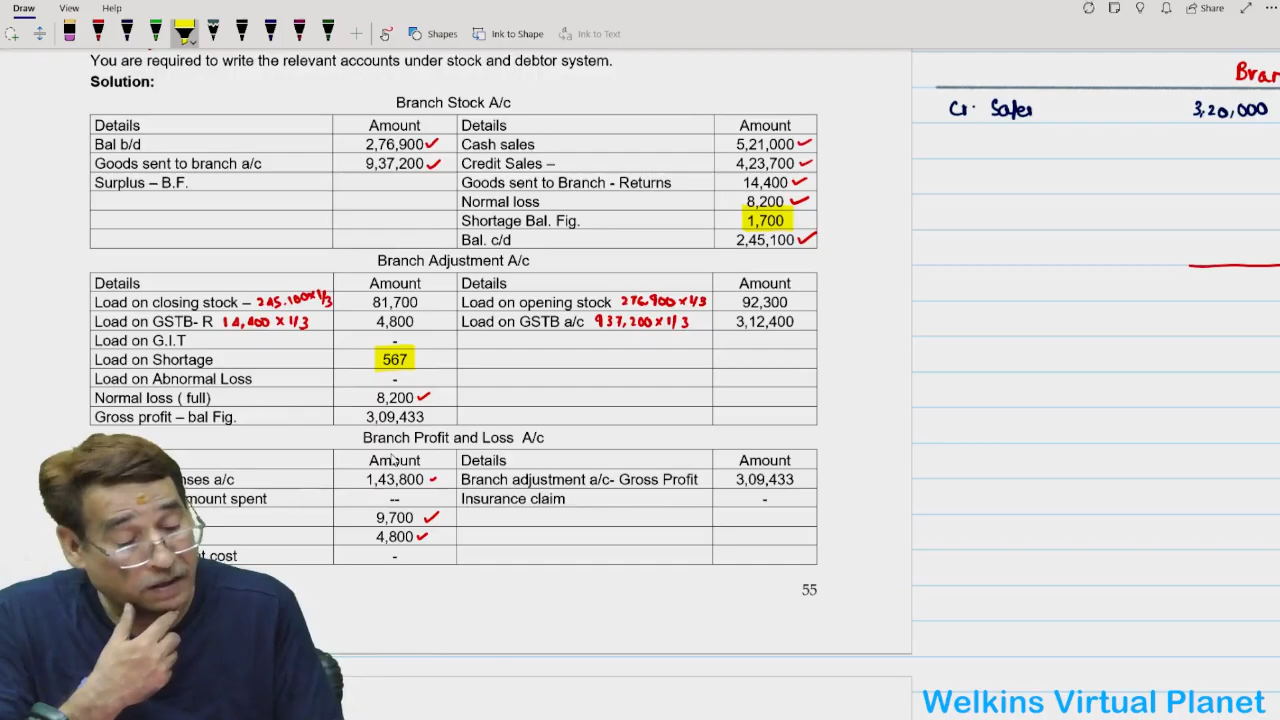 Draw View Help
Share
Shapes Ink to Shape Ink to Text
You are required to write the relevant accounts under stock and debtor system.
Solution:
Branch Stock A/c
Details Amount Details Amount
Bal b/d 2,76,900 Cash sales 5,21,000
Goods sent to branch a/c 9,37,200 Credit Sales – 4,23,700
Surplus – B.F. Goods sent to Branch - Returns 14,400
Normal loss 8,200
Shortage Bal. Fig. 1,700
Bal. c/d 2,45,100
Branch Adjustment A/c
Details Amount Details Amount
Load on closing stock – 245.100x1/3 81,700 Load on opening stock 276.900x1/3 92,300
Load on GSTB- R 14,400 x 1/3 4,800 Load on GSTB a/c 937,200x1/3 3,12,400
Load on G.I.T -
Load on Shortage 567
Load on Abnormal Loss -
Normal loss ( full) 8,200
Gross profit – bal Fig. 3,09,433
Branch Profit and Loss A/c
Amount Details Amount
nses a/c 1,43,800 Branch adjustment a/c- Gross Profit 3,09,433
mount spent -- Insurance claim -
9,700
4,800
t cost -
55
Bran
Cr. Sales 3,20,000
Welkins Virtual Planet